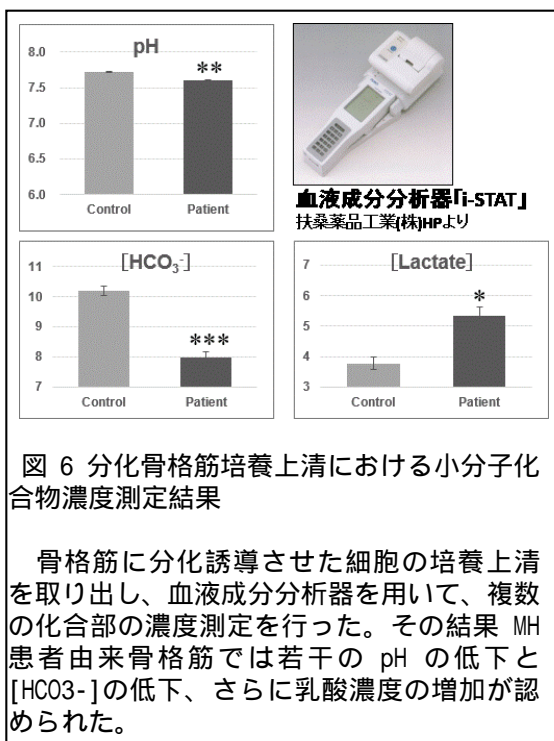 pH
8.0
7.5
7.0
6.5
6.0
**
Control Patient
血液成分分析器「i-STAT」
扶桑薬品工業(株)HPより
[HCO₃⁻]
11
10
9
8
7
***
Control Patient
[Lactate]
7
6
5
4
3
*
Control Patient
図 6 分化骨格筋培養上清における小分子化
合物濃度測定結果
骨格筋に分化誘導させた細胞の培養上清
を取り出し、血液成分分析器を用いて、複数
の化合部の濃度測定を行った。その結果 MH
患者由来骨格筋では若干の pH の低下と
[HCO3-]の低下、さらに乳酸濃度の増加が認
められた。